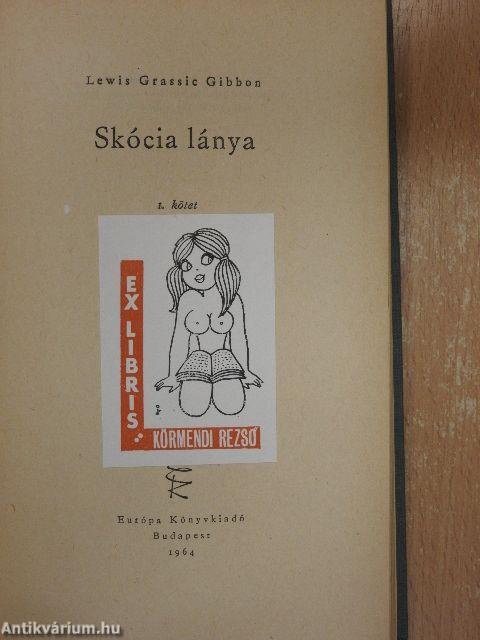 Lewis Grassic Gibbon
Skócia lánya
1. kötet
EX LIBRIS:
KÖRMENDI REZSŐ
Európa Könyvkiadó
Budapest
1964
Antikvárium.hu